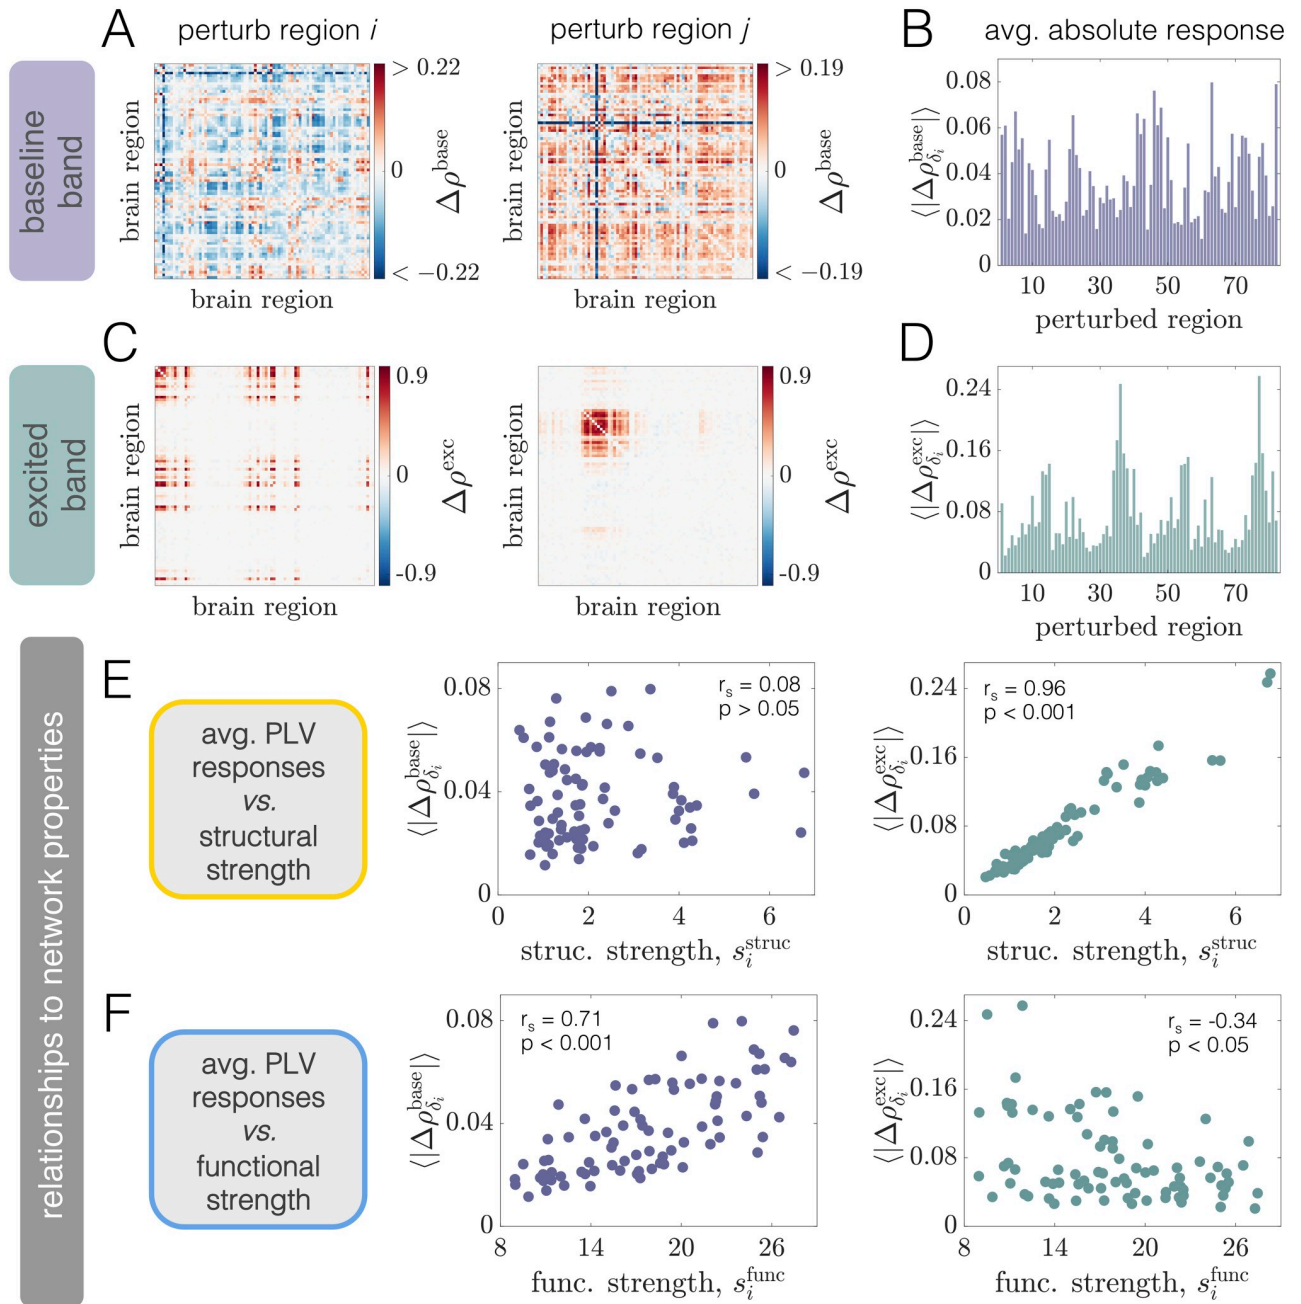 A
perturb region i
perturb region j
B
avg. absolute response
baseline
band
brain region
brain region
> 0.22
0
< −0.22
Δρ^base
brain region
brain region
> 0.19
0
< −0.19
Δρ^base
⟨|Δρ^base_δi|⟩
0.08
0.06
0.04
0.02
0
10 30 50 70
perturbed region
C
D
excited
band
brain region
brain region
0.9
0
-0.9
Δρ^exc
brain region
brain region
0.9
0
-0.9
Δρ^exc
⟨|Δρ^exc_δi|⟩
0.24
0.16
0.08
0
10 30 50 70
perturbed region
relationships to network properties
E
avg. PLV
responses
vs.
structural
strength
⟨|Δρ^base_δi|⟩
0.08
0.04
0
r_s = 0.08
p > 0.05
0 2 4 6
struc. strength, s_i^struc
⟨|Δρ^exc_δi|⟩
0.24
0.16
0.08
0
r_s = 0.96
p < 0.001
0 2 4 6
struc. strength, s_i^struc
F
avg. PLV
responses
vs.
functional
strength
⟨|Δρ^base_δi|⟩
0.08
0.04
0
r_s = 0.71
p < 0.001
8 14 20 26
func. strength, s_i^func
⟨|Δρ^exc_δi|⟩
0.24
0.16
0.08
0
r_s = -0.34
p < 0.05
8 14 20 26
func. strength, s_i^func